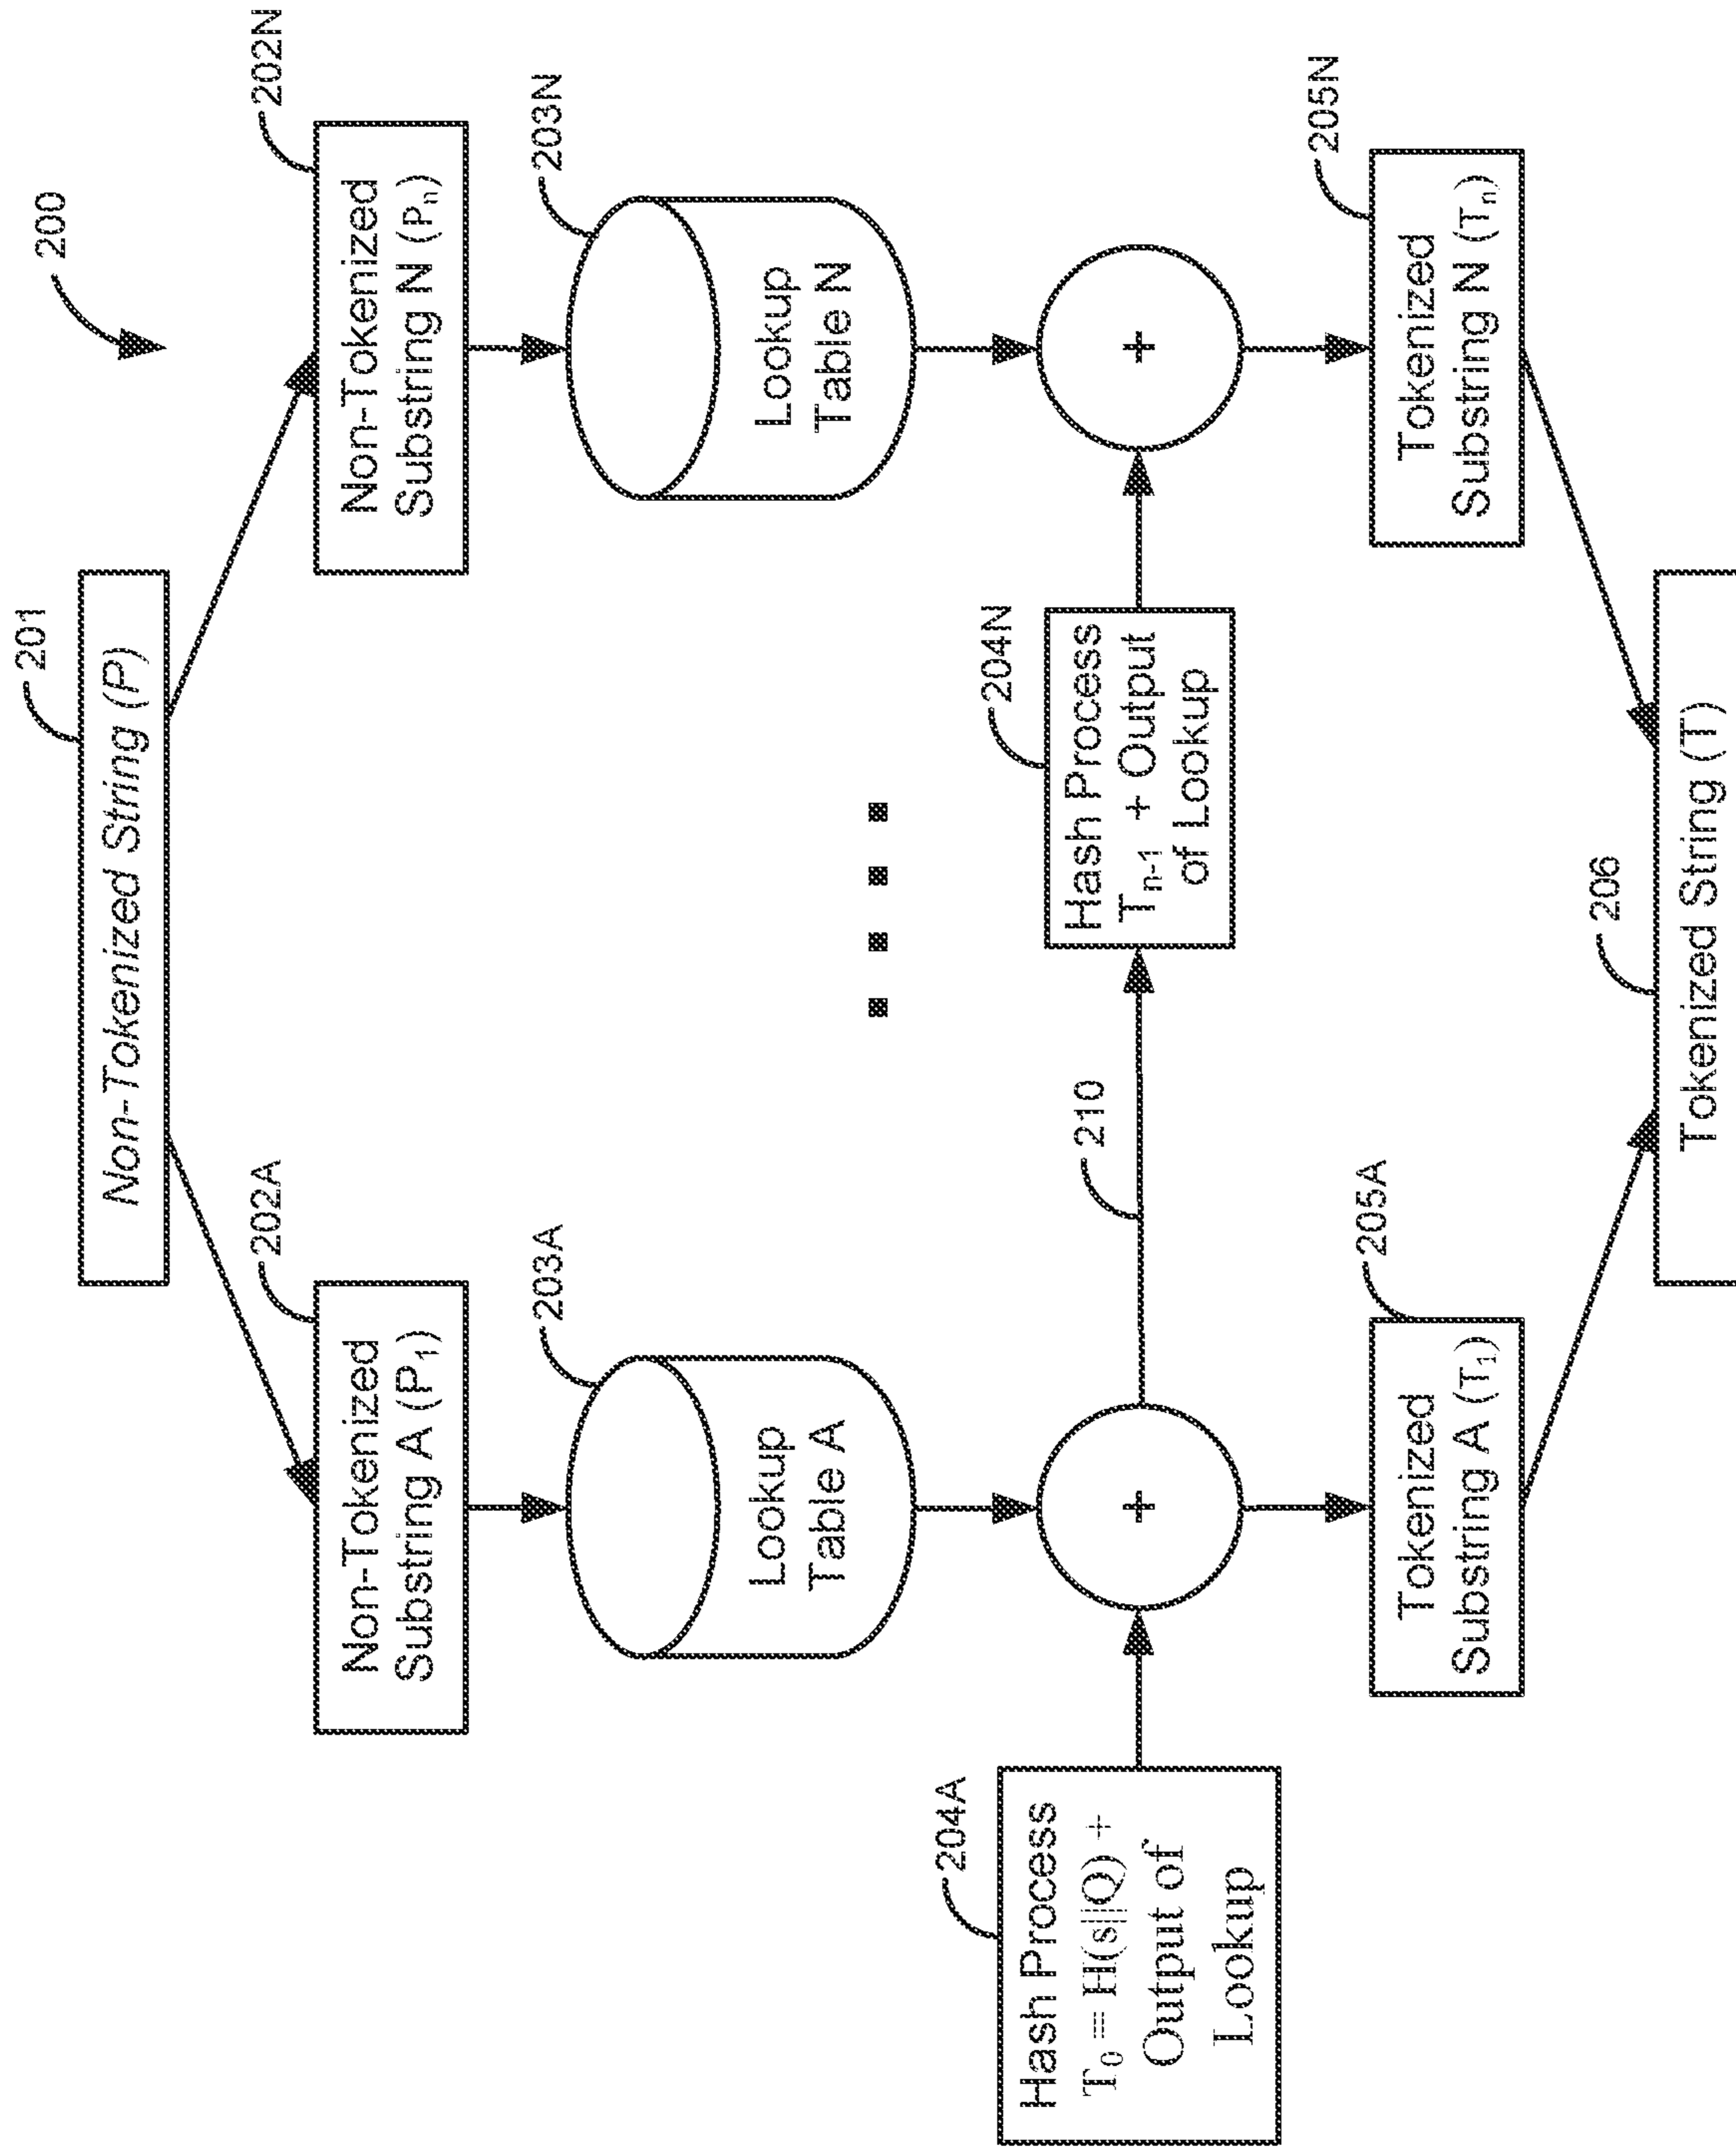 200
201
Non-Tokenized String (P)
202A
Non-Tokenized
Substring A (P₁)
202N
Non-Tokenized
Substring N (Pₙ)
203A
Lookup
Table A
203N
Lookup
Table N
204A
Hash Process
T₀ = H(s||Q) +
Output of
Lookup
+
210
204N
Hash Process
Tₙ₋₁ + Output
of Lookup
+
205A
Tokenized
Substring A (T₁)
205N
Tokenized
Substring N (Tₙ)
206
Tokenized String (T)